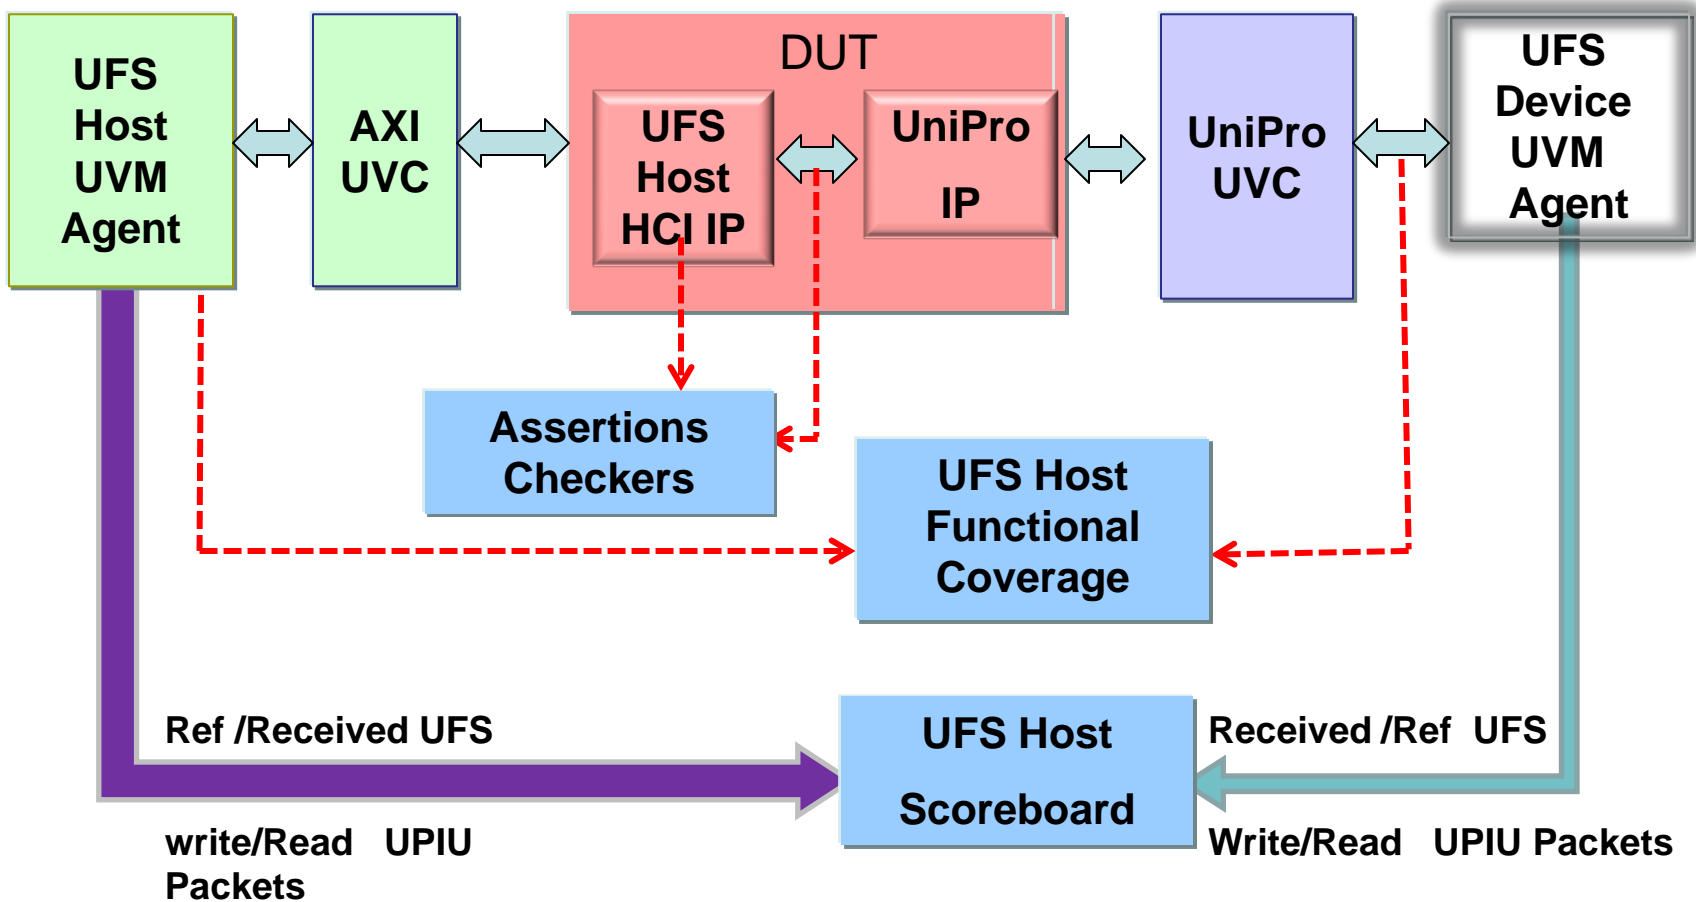 UFS
Host
UVM
Agent
AXI
UVC
DUT
UFS
Host
HCI IP
UniPro
IP
UniPro
UVC
UFS
Device
UVM
Agent
Assertions
Checkers
UFS Host
Functional
Coverage
Ref /Received UFS
write/Read UPIU
Packets
UFS Host
Scoreboard
Received /Ref UFS
Write/Read UPIU Packets